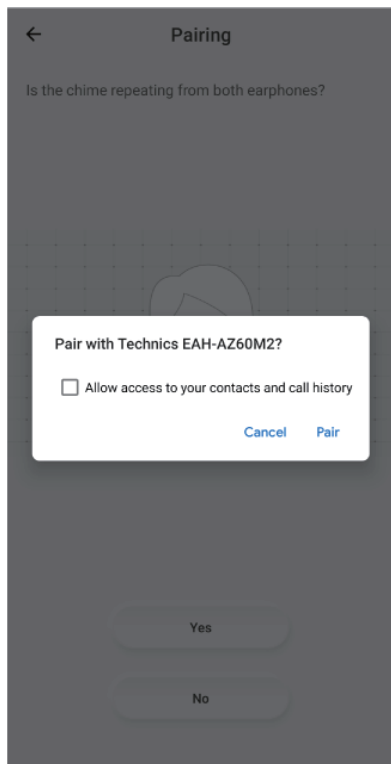 Pairing
Is the chime repeating from both earphones?
Pair with Technics EAH-AZ60M2?
Allow access to your contacts and call history
Cancel Pair
Yes
No